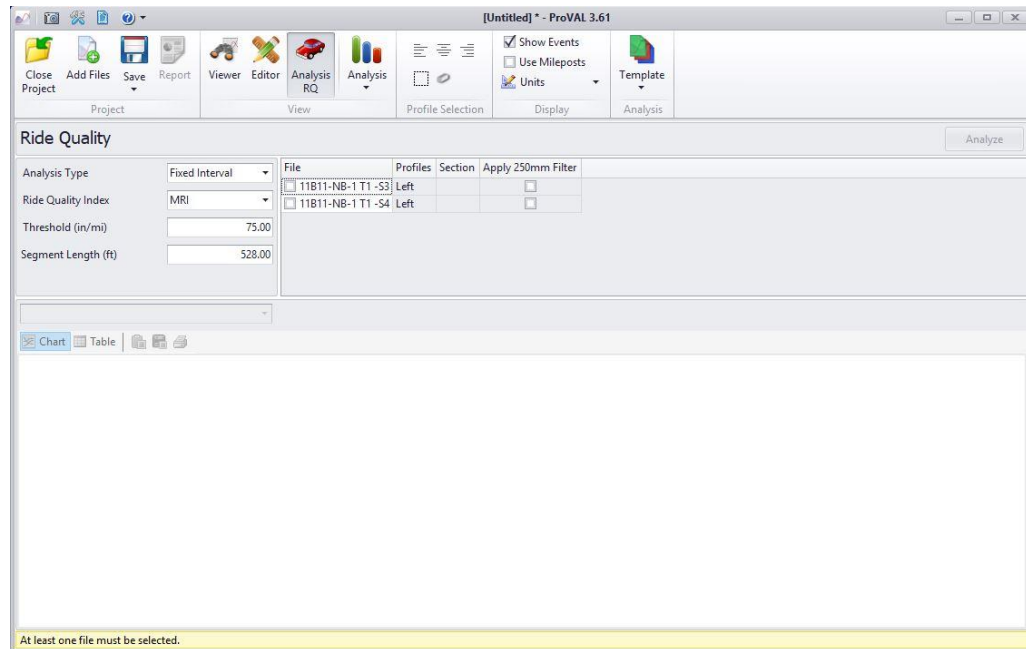 [Untitled] * - ProVAL 3.61
Close Project
Add Files
Save
Report
Viewer
Editor
Analysis RQ
Analysis
Show Events
Use Mileposts
Units
Template
Project
View
Profile Selection
Display
Analysis
Ride Quality
Analyze
Analysis Type
Fixed Interval
Ride Quality Index
MRI
Threshold (in/mi)
75.00
Segment Length (ft)
528.00
File Profiles Section Apply 250mm Filter
11B11-NB-1 T1 -S3 Left
11B11-NB-1 T1 -S4 Left
Chart
Table
At least one file must be selected.